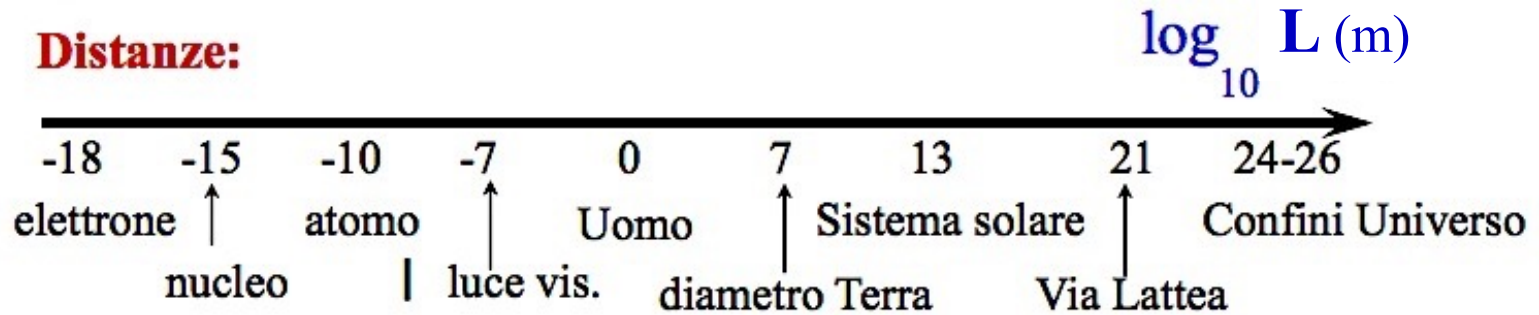 Distanze: log10 L (m)
-18 -15 -10 -7 0 7 13 21 24-26
elettrone atomo Uomo Sistema solare Confini Universo
nucleo luce vis. diametro Terra Via Lattea